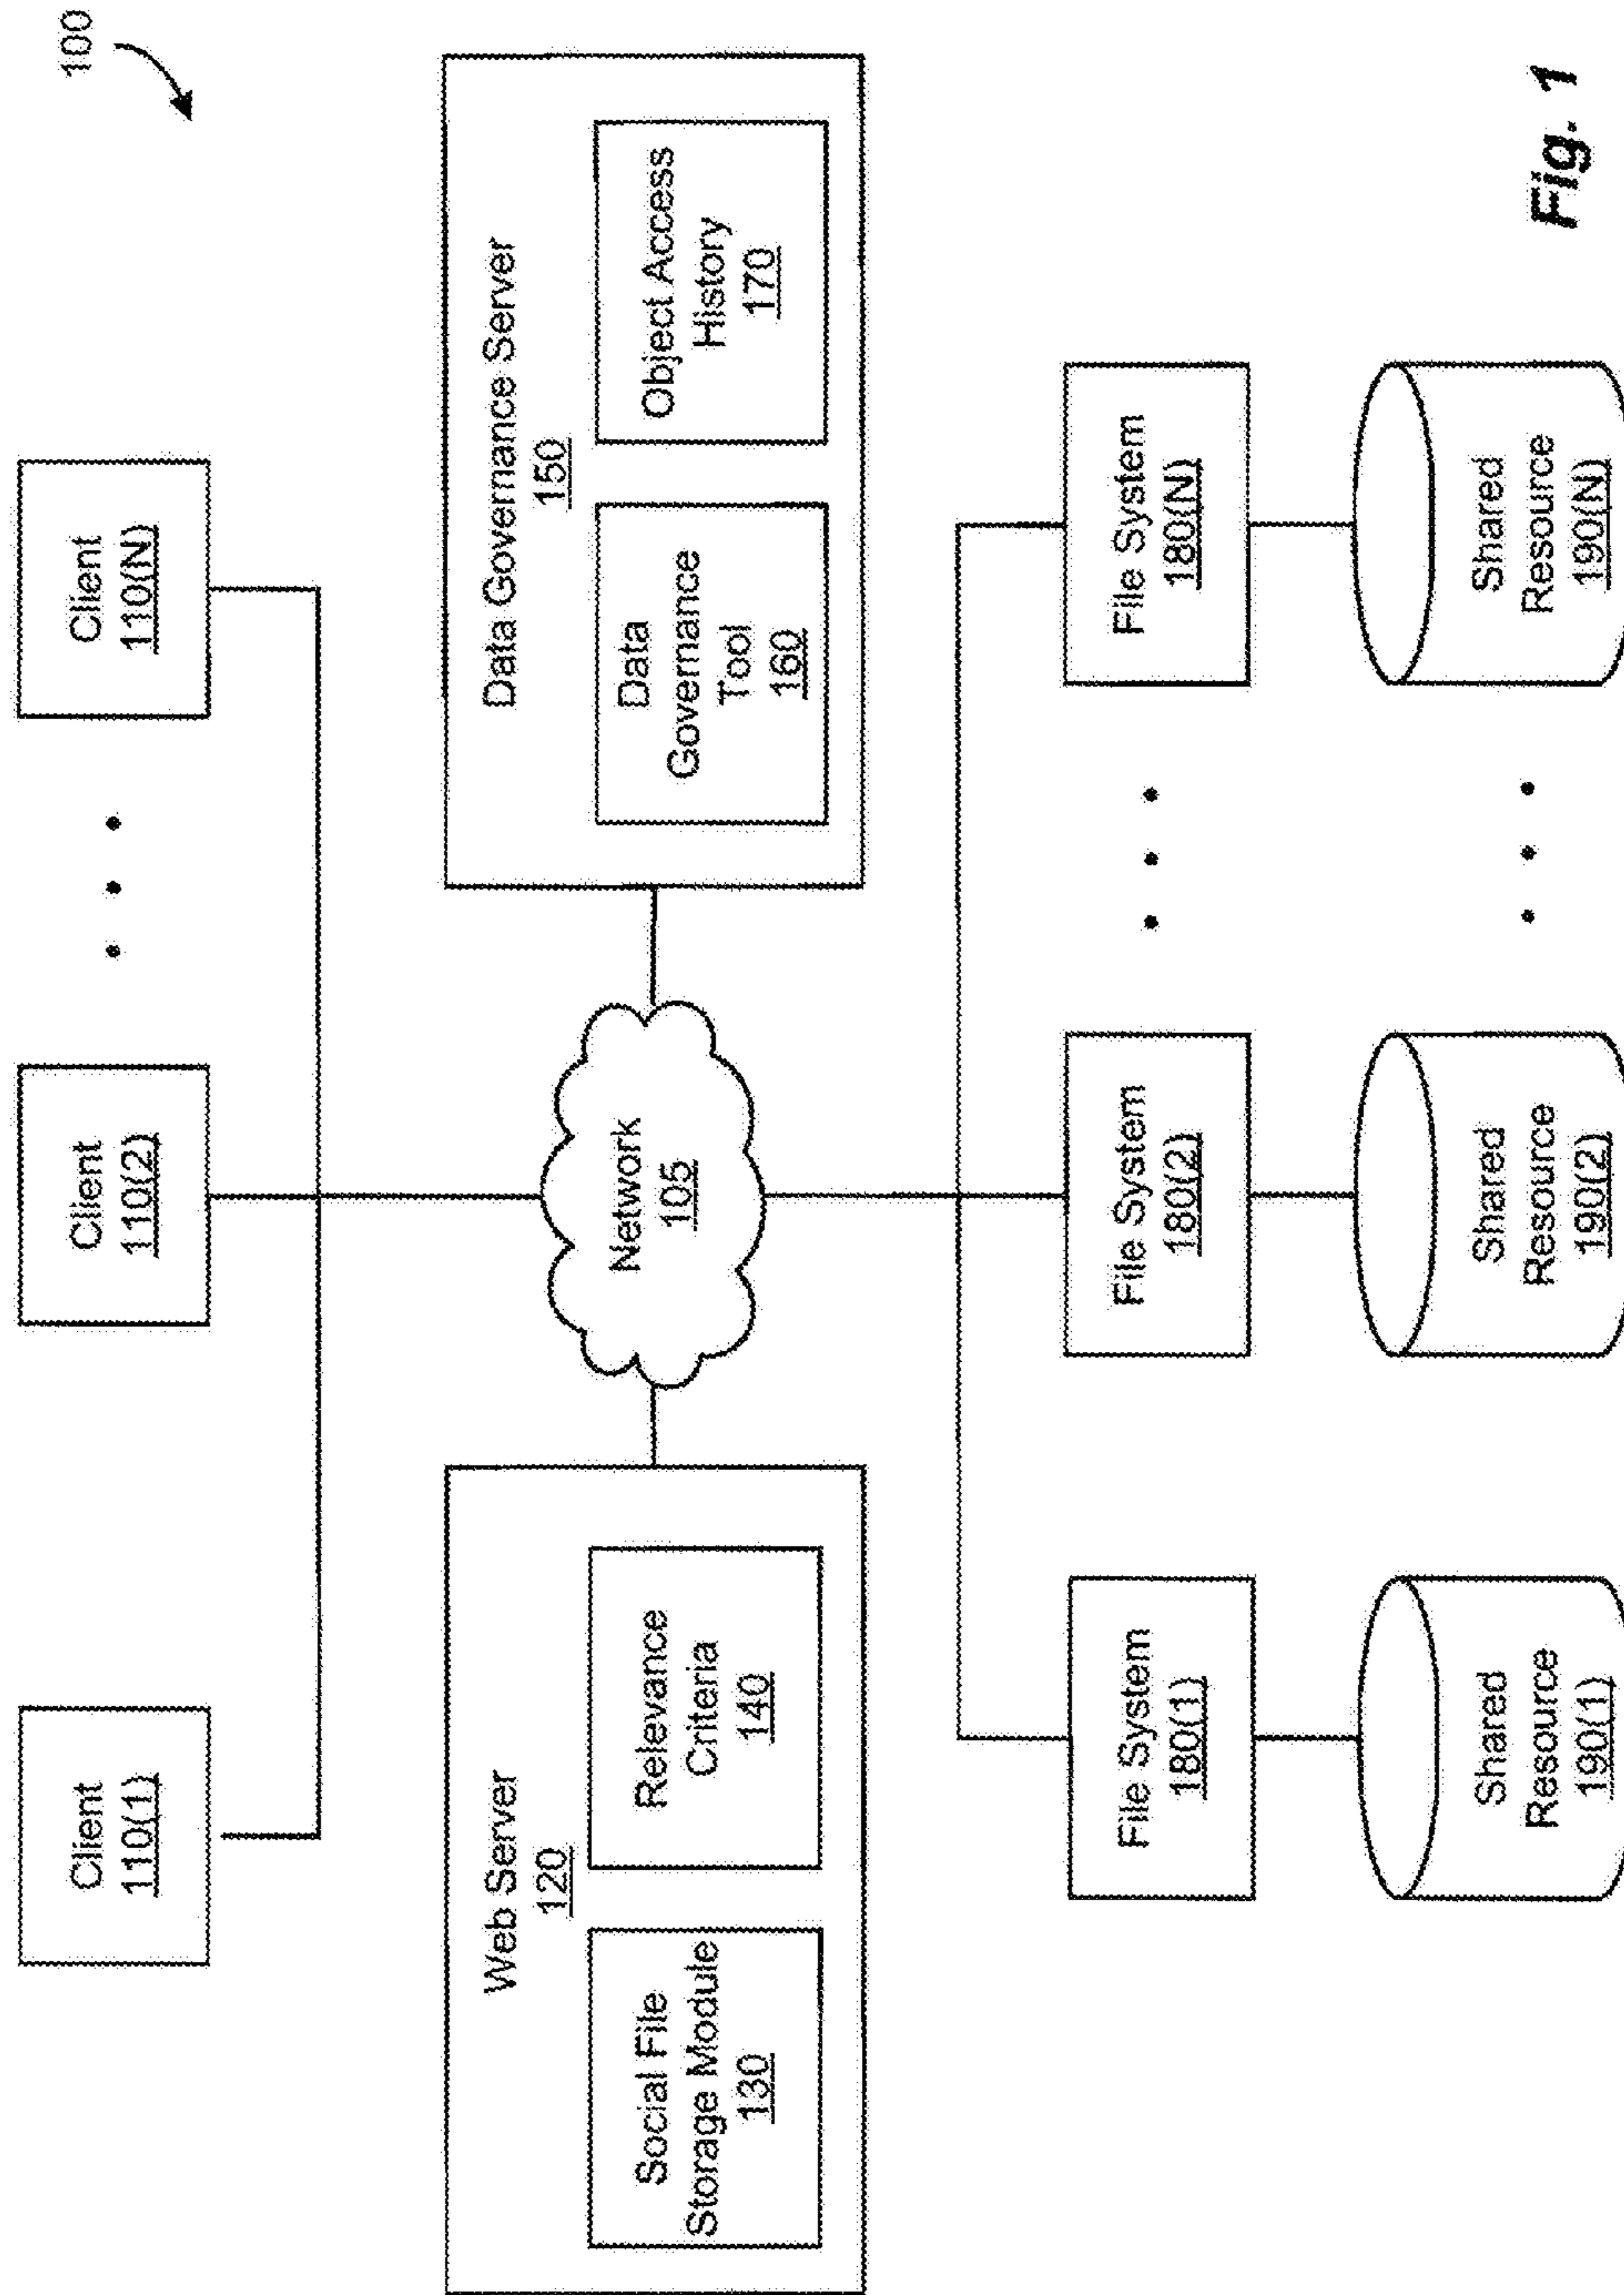 100
Client
110(1)
Client
110(2)
Client
110(N)
Web Server
120
Social File
Storage Module
130
Relevance
Criteria
140
Network
105
Data Governance Server
150
Data
Governance
Tool
160
Object Access
History
170
File System
180(1)
File System
180(2)
File System
180(N)
Shared
Resource
190(1)
Shared
Resource
190(2)
Shared
Resource
190(N)
Fig. 1